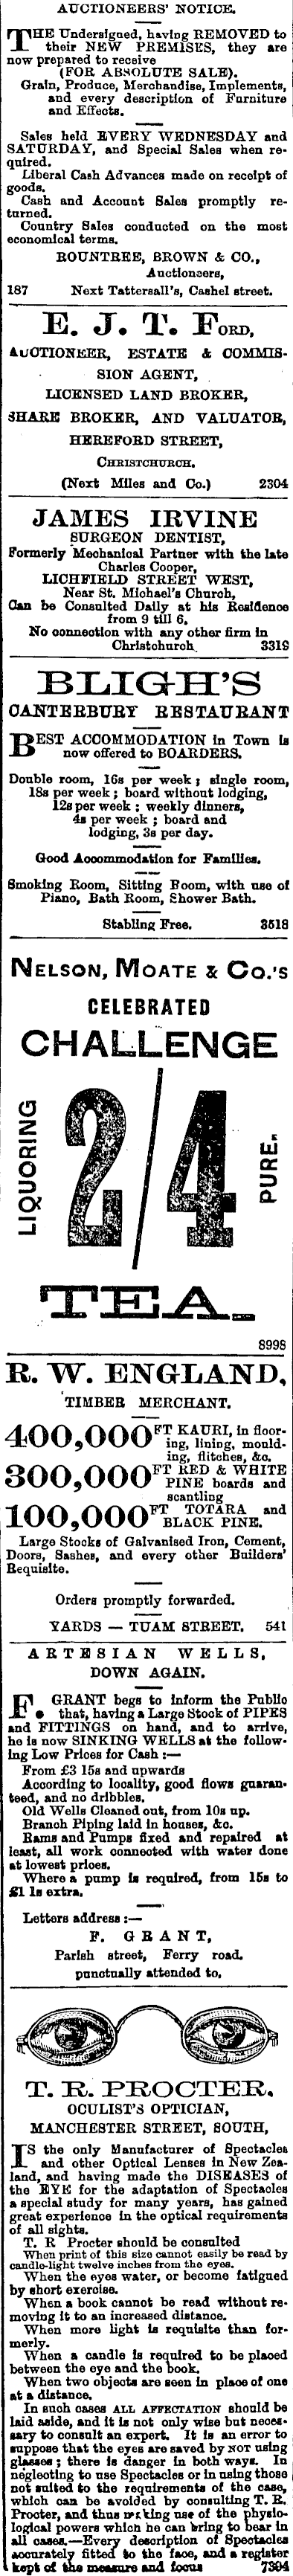 AUCTIONEERS' NOTICE.
THE Undersigned, having REMOVED to
their NEW PREMISES, they are
now prepared to receive
(FOR ABSOLUTE SALE).
Grain, Produce, Merchandise, Implements,
and every description of Furniture
and Effects.
Sales held EVERY WEDNESDAY and
SATURDAY, and Special Sales when re-
quired.
Liberal Cash Advances made on receipt of
goods.
Cash and Account Sales promptly re-
turned.
Country Sales conducted on the most
economical terms.
ROUNTREE, BROWN & CO.,
Auctioneers,
187 Next Tattersall's, Cashel street.
E. J. T. FORD,
AUCTIONEER, ESTATE & COMMIS-
SION AGENT,
LICENSED LAND BROKER,
SHARE BROKER, AND VALUATOR,
HEREFORD STREET,
CHRISTCHURCH.
(Next Miles and Co.) 2304
JAMES IRVINE
SURGEON DENTIST,
Formerly Mechanical Partner with the late
Charles Cooper,
LICHFIELD STREET WEST,
Near St. Michael's Church,
Can be Consulted Daily at his Residence
from 9 till 6.
No connection with any other firm in
Christchurch. 3319
BLIGH'S
CANTERBURY RESTAURANT
BEST ACCOMMODATION in Town is
now offered to BOARDERS.
Double room, 16s per week; single room,
18s per week; board without lodging,
12s per week; weekly dinners,
4s per week; board and
lodging, 3s per day.
Good Accommodation for Families.
Smoking Room, Sitting Room, with use of
Piano, Bath Room, Shower Bath.
Stabling Free. 3518
NELSON, MOATE & CO.'S
CELEBRATED
CHALLENGE
LIQUORING
2/4
PURE.
TEA.
8998
R. W. ENGLAND,
TIMBER MERCHANT.
400,000 FT KAURI, in floor-
ing, lining, mould-
ing, flitches, &c.
300,000 FT RED & WHITE
PINE boards and
scantling
100,000 FT TOTARA and
BLACK PINE.
Large Stocks of Galvanised Iron, Cement,
Doors, Sashes, and every other Builders'
Requisite.
Orders promptly forwarded.
YARDS — TUAM STREET. 541
ARTESIAN WELLS,
DOWN AGAIN.
F. GRANT begs to inform the Public
that, having a Large Stock of PIPES
and FITTINGS on hand, and to arrive,
he is now SINKING WELLS at the follow-
ing Low Prices for Cash :—
From £3 15s and upwards
According to locality, good flows guaran-
teed, and no dribbles.
Old Wells Cleaned out, from 10s up.
Branch Piping laid in houses, &c.
Rams and Pumps fixed and repaired at
least, all work connected with water done
at lowest prices.
Where a pump is required, from 15s to
£1 1s extra.
Letters address :—
F. GRANT,
Parish street, Ferry road.
punctually attended to.
T. R. PROCTER,
OCULIST'S OPTICIAN,
MANCHESTER STREET, SOUTH,
IS the only Manufacturer of Spectacles
and other Optical Lenses in New Zea-
land, and having made the DISEASES of
the EYE for the adaptation of Spectacles
a special study for many years, has gained
great experience in the optical requirements
of all sights.
T. R Procter should be consulted
When print of this size cannot easily be read by
candle-light twelve inches from the eyes.
When the eyes water, or become fatigued
by short exercise.
When a book cannot be read without re-
moving it to an increased distance.
When more light is requisite than for-
merly.
When a candle is required to be placed
between the eye and the book.
When two objects are seen in place of one
at a distance.
In such cases ALL AFFECTATION should be
laid aside, and it is not only wise but neces-
sary to consult an expert. It is an error to
suppose that the eyes are saved by NOT using
glasses; there is danger in both ways. In
neglecting to use Spectacles or in using those
not suited to the requirements of the case,
which can be avoided by consulting T. R.
Procter, and thus making use of the physio-
logical powers which he can bring to bear in
all cases.—Every description of Spectacles
accurately fitted to the face, and a register
kept of the measure and focus 7394